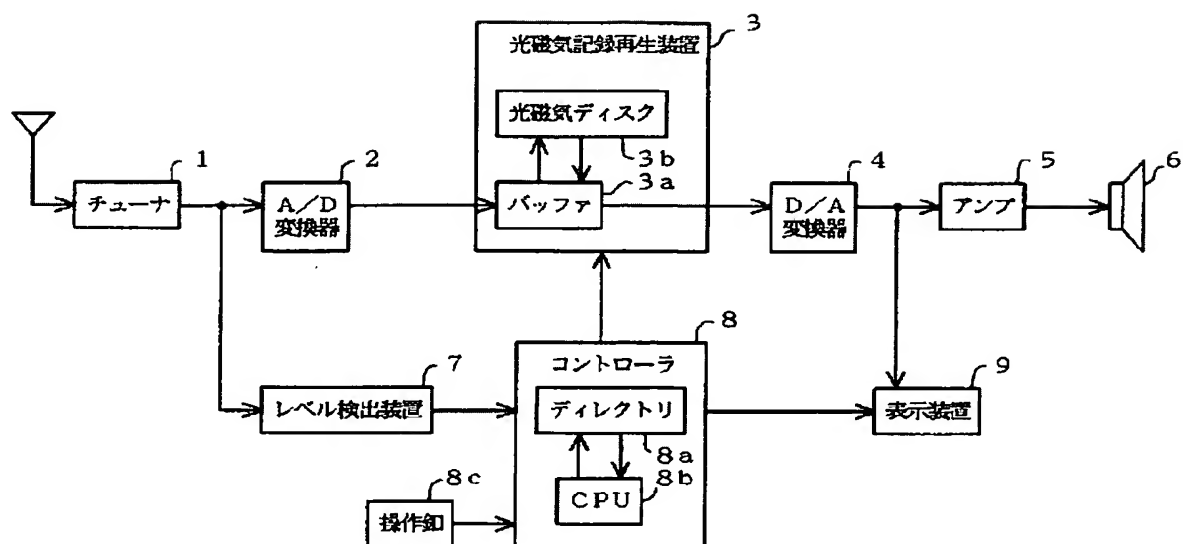 光磁気記録再生装置
3
光磁気ディスク
3b
3a
バッファ
1
チューナ
2
A/D
変換器
4
D/A
変換器
5
アンプ
6
7
レベル検出装置
8
コントローラ
ディレクトリ
8a
8b
CPU
8c
操作釦
9
表示装置